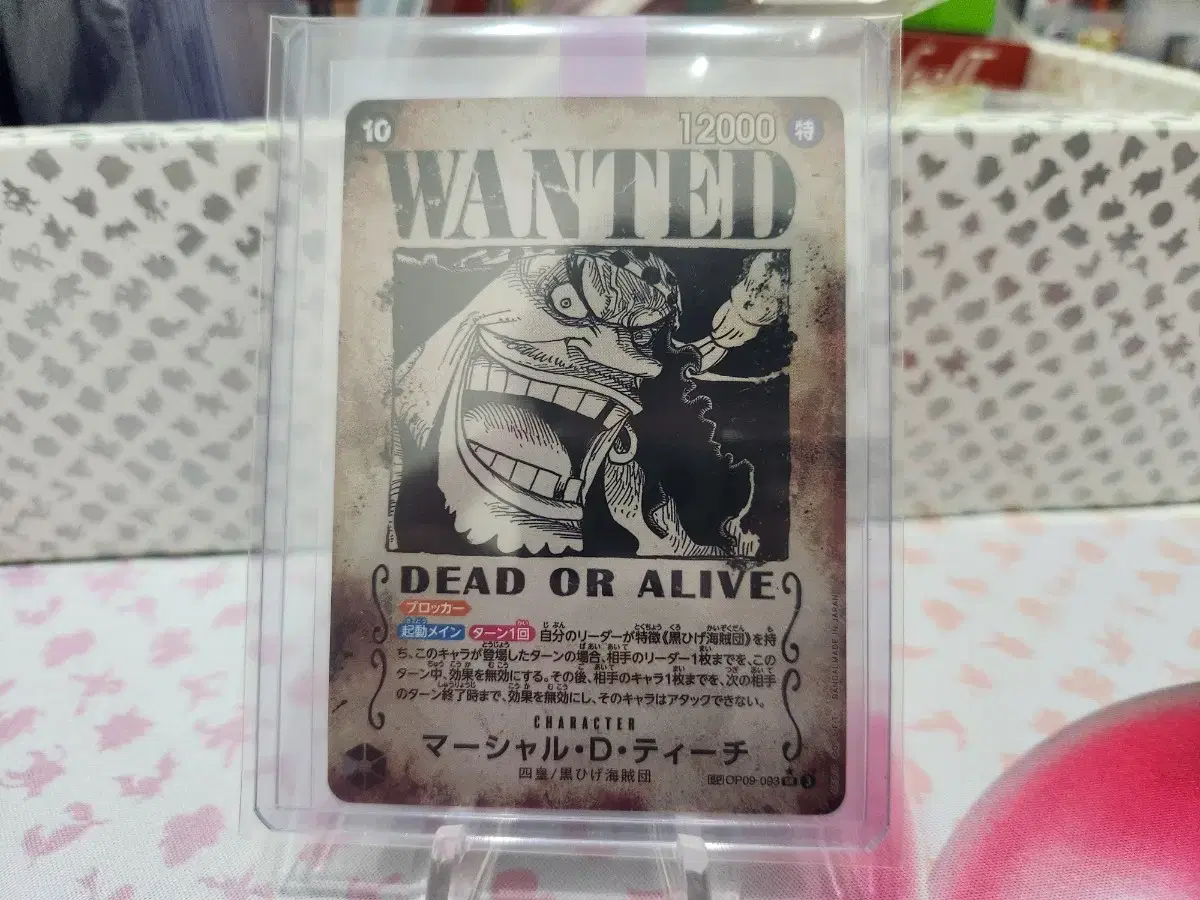 10
12000 特
WANTED
DEAD OR ALIVE
ブロッカー
起動メイン ターン1回 自分のリーダーが特徴《黒ひげ海賊団》を持
ち、このキャラが登場したターンの場合、相手のリーダー1枚までを、この
ターン中、効果を無効にする。その後、相手のキャラ1枚までを、次の相手
のターン終了時まで、効果を無効にし、そのキャラはアタックできない。
CHARACTER
マーシャル・D・ティーチ
四皇/黒ひげ海賊団
SP OP09-093 SR 3